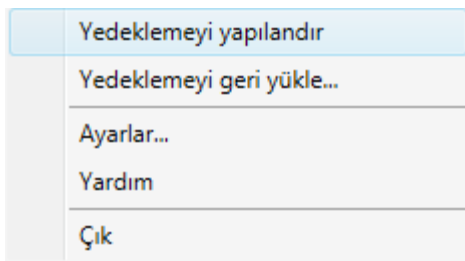 Yedeklemeyi yapılandır
Yedeklemeyi geri yükle...
Ayarlar...
Yardım
Çık